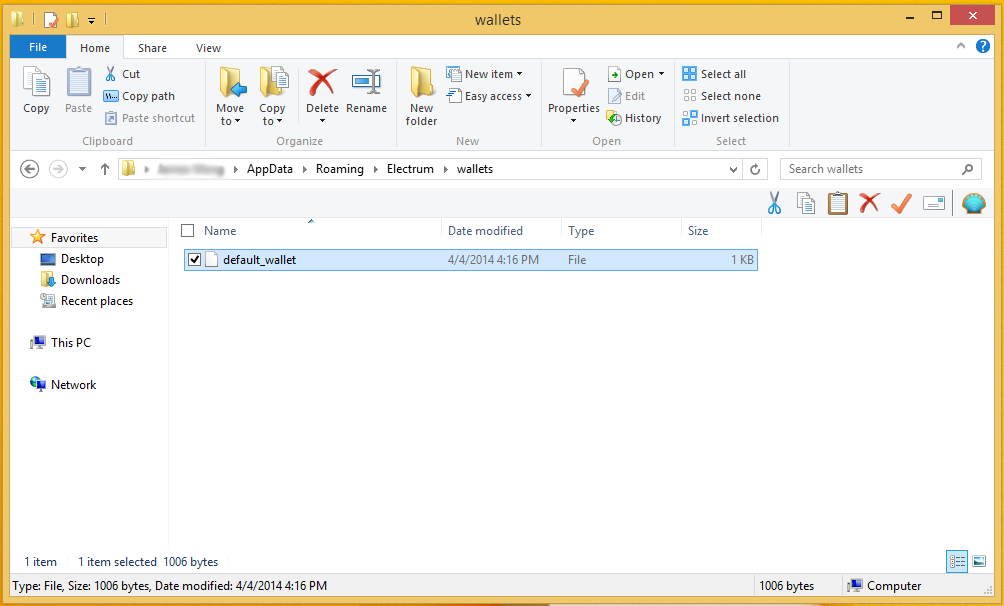 wallets
File Home Share View
Copy
Paste
Cut
Copy path
Paste shortcut
Clipboard
Move to
Copy to
Delete
Rename
Organize
New folder
New item
Easy access
New
Properties
Open
Edit
History
Open
Select all
Select none
Invert selection
Select
AppData Roaming Electrum wallets
Search wallets
Name Date modified Type Size
default_wallet 4/4/2014 4:16 PM File 1 KB
Favorites
Desktop
Downloads
Recent places
This PC
Network
1 item 1 item selected 1006 bytes
Type: File, Size: 1006 bytes, Date modified: 4/4/2014 4:16 PM 1006 bytes Computer